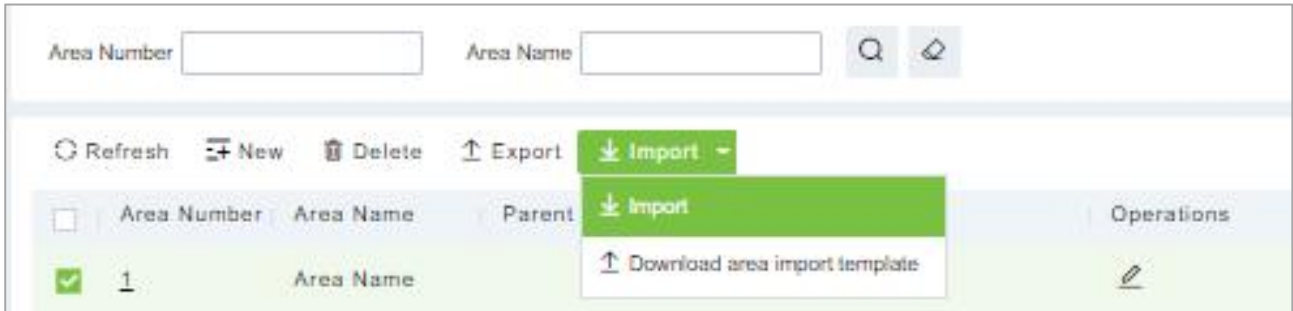 Area Number Area Name
Refresh New Delete Export Import
Area Number Area Name Parent Import Operations
Download area import template
1 Area Name